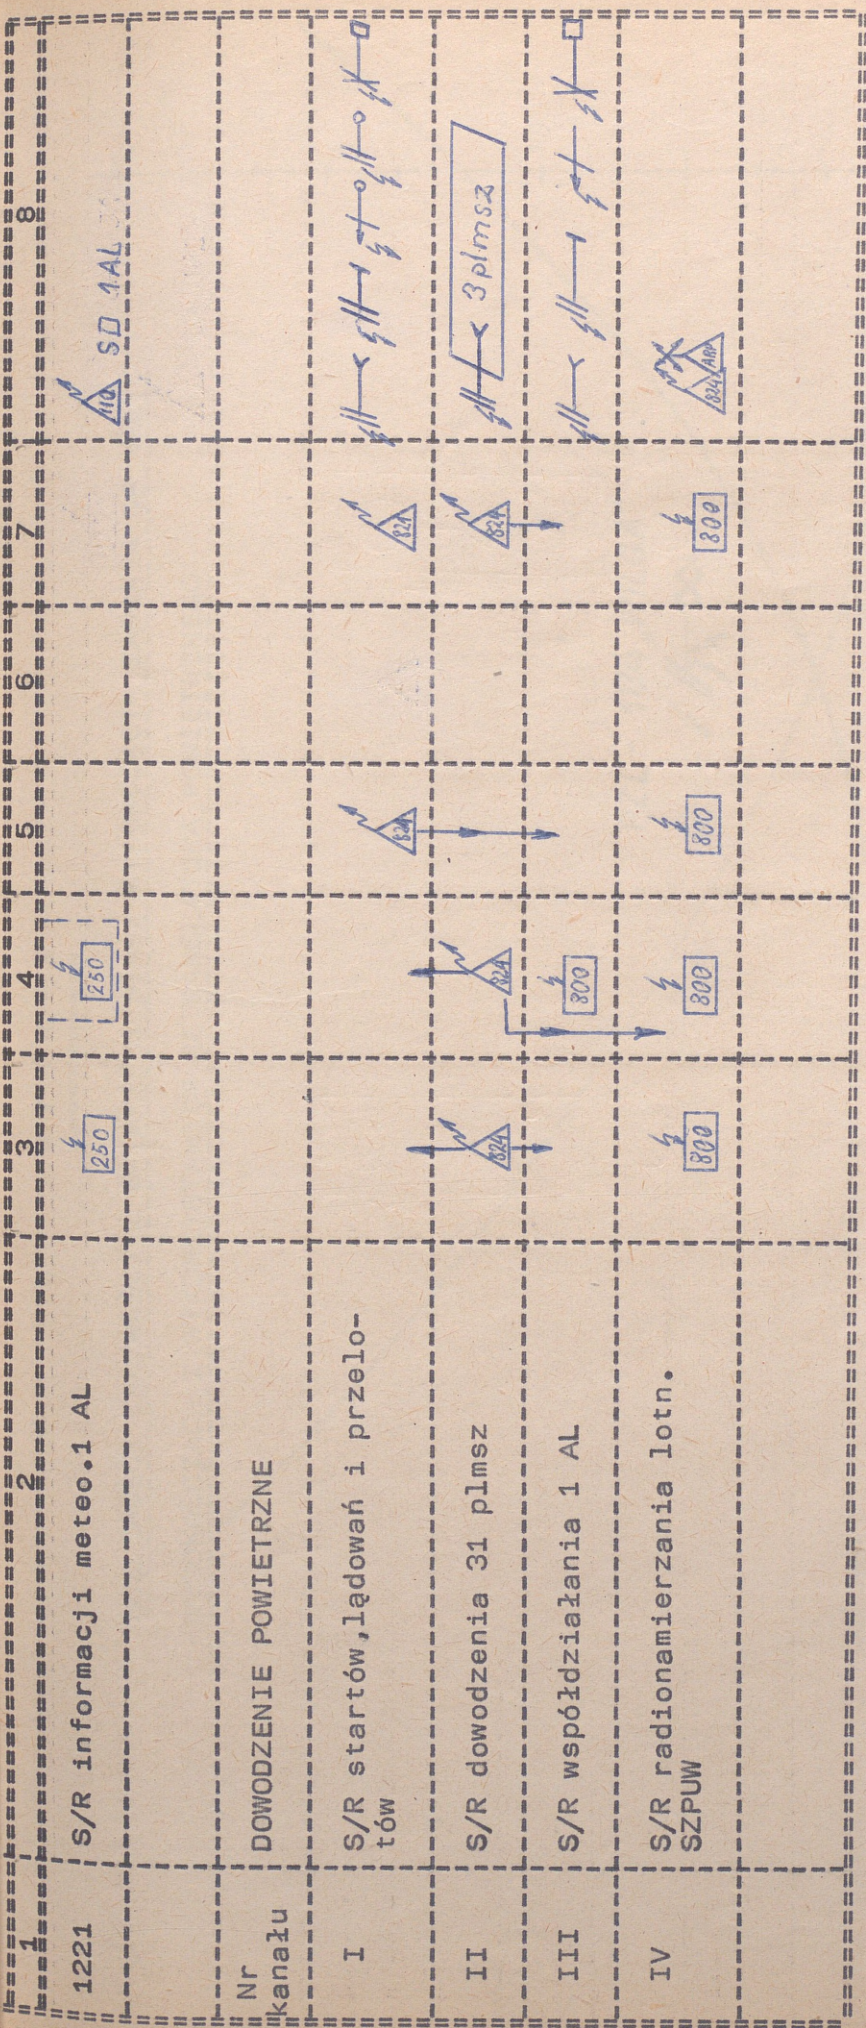 1 2 3 4 5 6 7 8
1221 S/R informacji meteo.1 AL 250 250 110 SD 1AL
Nr
kanału DOWODZENIE POWIETRZNE
I S/R startów,lądowań i przelo-
tów 824 824
II S/R dowodzenia 31 plmsz 824 824 824 3 plmsz
III S/R współdziałania 1 AL 800
IV S/R radionamierzania lotn.
SZPUW 800 800 800 800 824 ARP